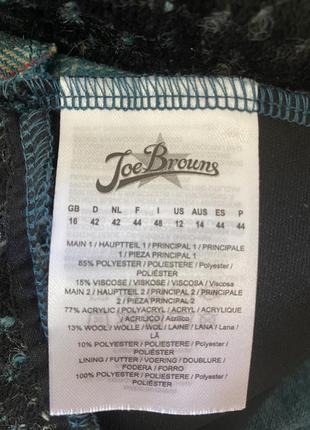 Joe Browns
GB D NL F I US AUS ES P
16 42 42 44 48 12 14 44 44
MAIN 1 / HAUPTTEIL 1 / PRINCIPAL 1 / PRINCIPALE
1 / PIEZA PRINCIPAL 1
85% POLYESTER / POLIESTERE / Polyester /
POLIÉSTER
15% VISCOSE / VISKOSE / VISCOSA / Viscosa
MAIN 2 / HAUPTTEIL 2 / PRINCIPAL 2 / PRINCIPALE
2 / PIEZA PRINCIPAL 2
77% ACRYLIC / POLYACRYL / ACRYL / ACRYLIQUE
/ ACRILICO / Acrílico
13% WOOL / WOLLE / WOL / LAINE / LANA / Lana /
LÃ
10% POLYESTER / POLIESTERE / Polyester /
POLIÉSTER
LINING / FUTTER / VOERING / DOUBLURE /
FODERA / FORRO
100% POLYESTER / POLIESTERE / Polyester /
POLIÉSTER